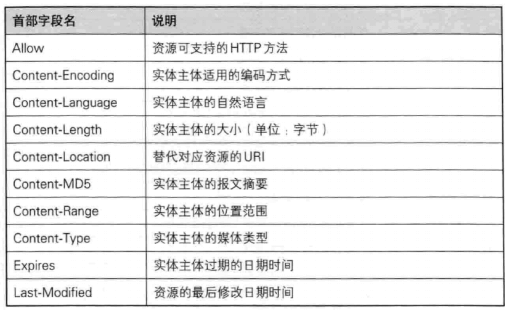 首部字段名 说明
Allow 资源可支持的HTTP方法
Content-Encoding 实体主体适用的编码方式
Content-Language 实体主体的自然语言
Content-Length 实体主体的大小（单位：字节）
Content-Location 替代对应资源的URI
Content-MD5 实体主体的报文摘要
Content-Range 实体主体的位置范围
Content-Type 实体主体的媒体类型
Expires 实体主体过期的日期时间
Last-Modified 资源的最后修改日期时间